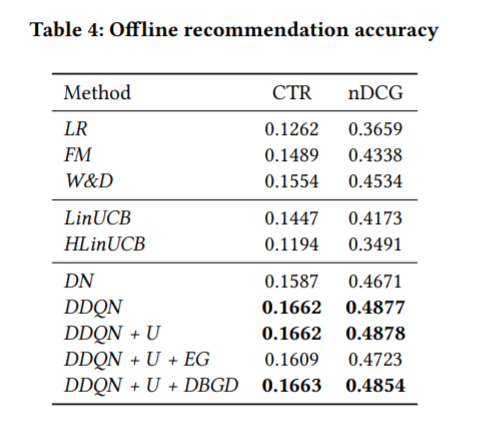 Table 4: Offline recommendation accuracy
Method CTR nDCG
LR 0.1262 0.3659
FM 0.1489 0.4338
W&D 0.1554 0.4534
LinUCB 0.1447 0.4173
HLinUCB 0.1194 0.3491
DN 0.1587 0.4671
DDQN 0.1662 0.4877
DDQN + U 0.1662 0.4878
DDQN + U + EG 0.1609 0.4723
DDQN + U + DBGD 0.1663 0.4854